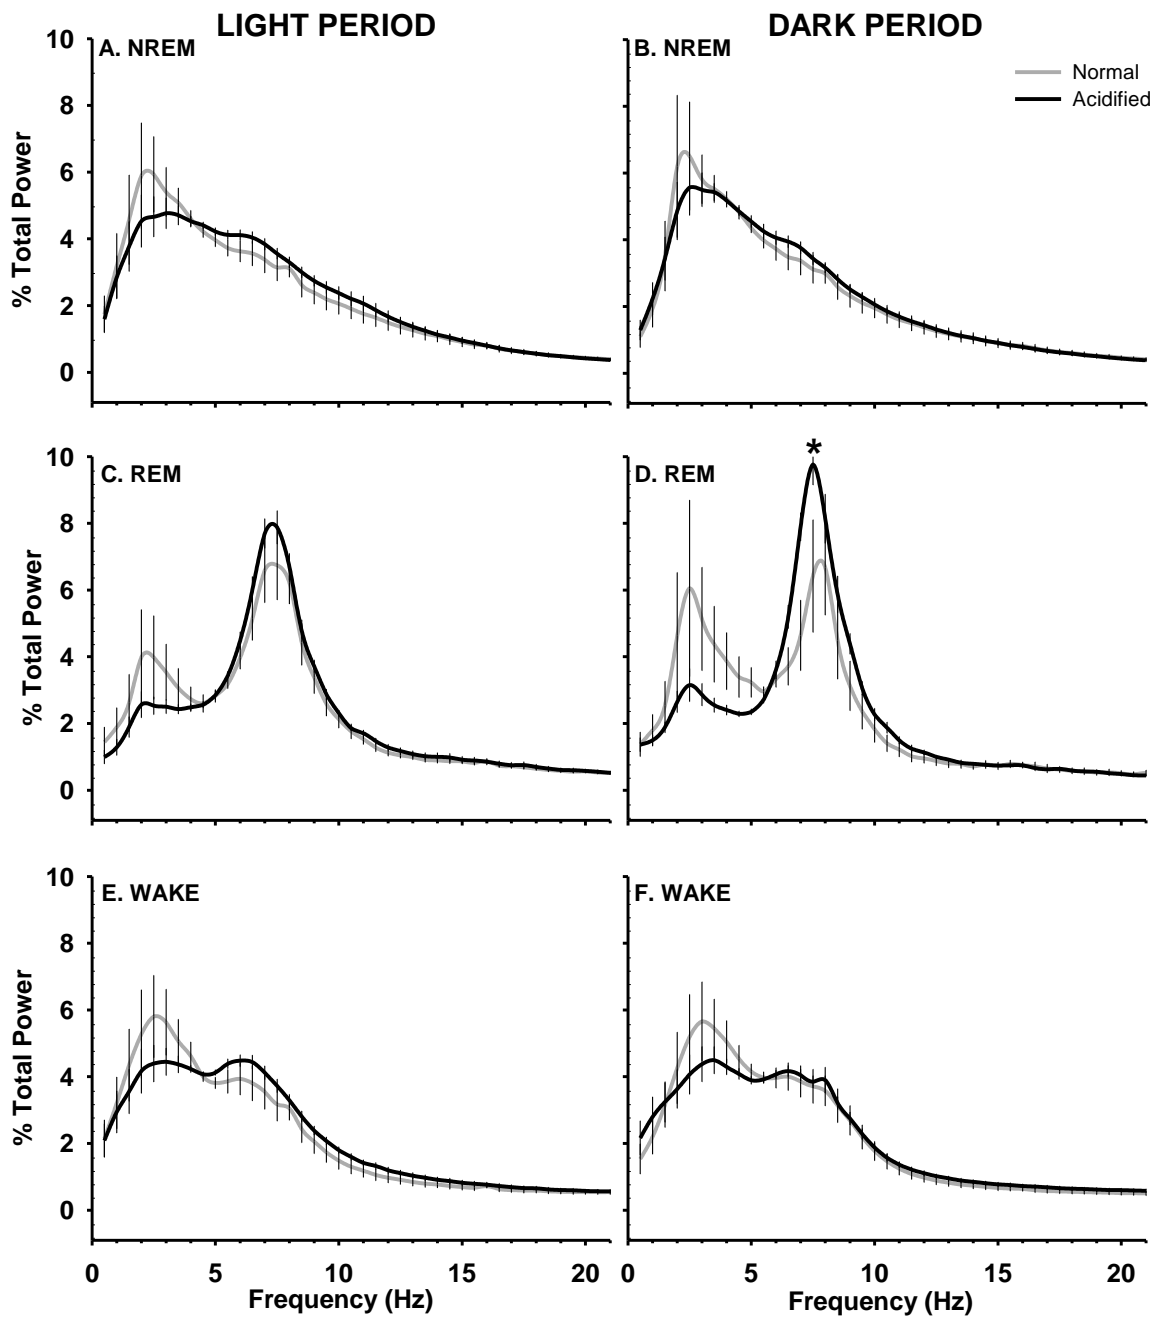 LIGHT PERIOD
DARK PERIOD
A. NREM
B. NREM
Normal
Acidified
% Total Power
10
8
6
4
2
0
C. REM
D. REM
*
% Total Power
10
8
6
4
2
0
E. WAKE
F. WAKE
% Total Power
10
8
6
4
2
0
0 5 10 15 20
0 5 10 15 20
Frequency (Hz)
Frequency (Hz)